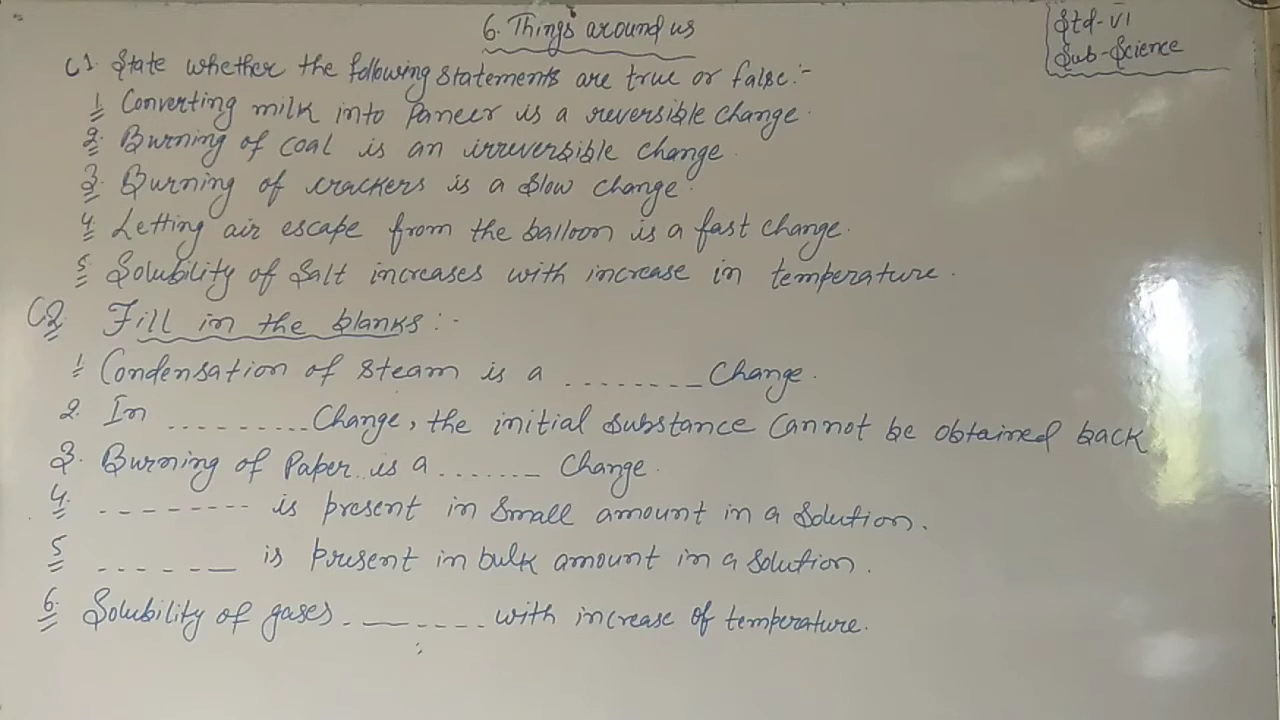 6. Things around us
Std-VI
Sub-Science
C1. State whether the following statements are true or false:-
1. Converting milk into Paneer is a reversible change.
2. Burning of coal is an irreversible change.
3. Burning of crackers is a slow change.
4. Letting air escape from the balloon is a fast change.
5. Solubility of Salt increases with increase in temperature.
C2. Fill in the blanks:-
1. Condensation of steam is a -------- Change.
2. In --------- Change, the initial substance cannot be obtained back
3. Burning of Paper is a ------- Change.
4. -------- is present in small amount in a solution.
5. ------ is present in bulk amount in a solution.
6. Solubility of gases ------- with increase of temperature.